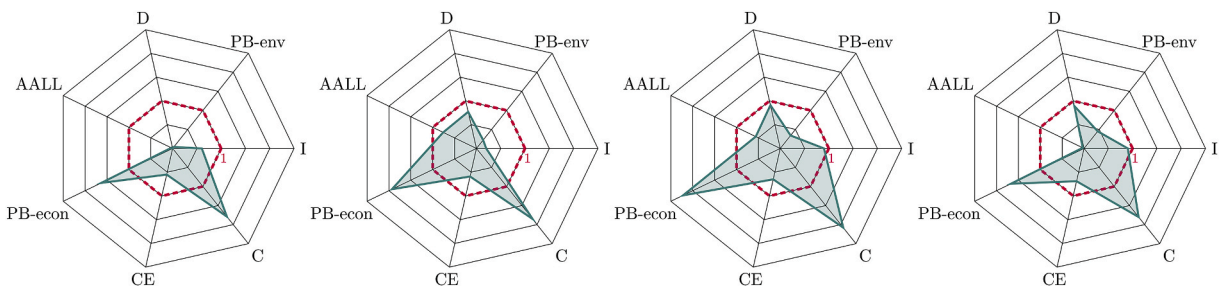 D
PB-env
AALL
I
1
PB-econ
C
CE
D
PB-env
AALL
I
1
PB-econ
C
CE
D
PB-env
AALL
I
1
PB-econ
C
CE
D
PB-env
AALL
I
1
PB-econ
C
CE